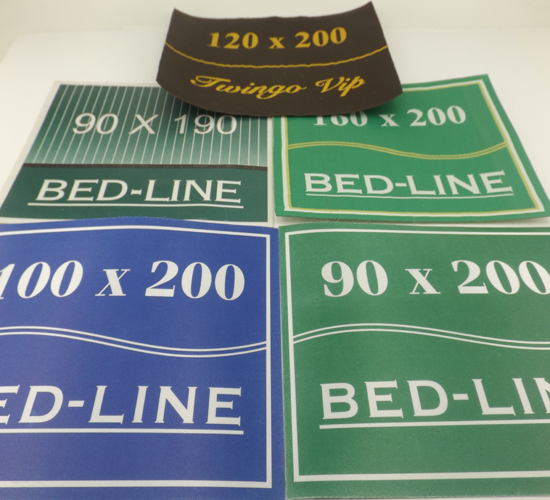 120 x 200
Twingo Vip
90 X 190
BED-LINE
160 x 200
BED-LINE
100 x 200
ED-LINE
90 x 200
BED-LIN